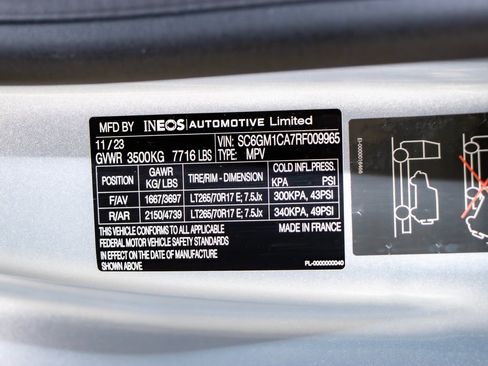 MFD BY INEOS AUTOMOTIVE Limited
11/23 VIN: SC6GM1CA7RF009965
GVWR 3500KG 7716 LBS TYPE: MPV
POSITION GAWR KG/LBS TIRE/RIM - DIMENSION COLD INFL.PRESS. KPA PSI
F/AV 1667/3697 LT265/70R17 E; 7.5Jx 300KPA, 43PSI
R/AR 2150/4739 LT265/70R17 E; 7.5Jx 340KPA, 49PSI
THIS VEHICLE CONFORMS TO ALL APPLICABLE MADE IN FRANCE
FEDERAL MOTOR VEHICLE SAFETY STANDARDS
IN EFFECT ON THE DATE OF MANUFACTURE
SHOWN ABOVE PL-0000000040